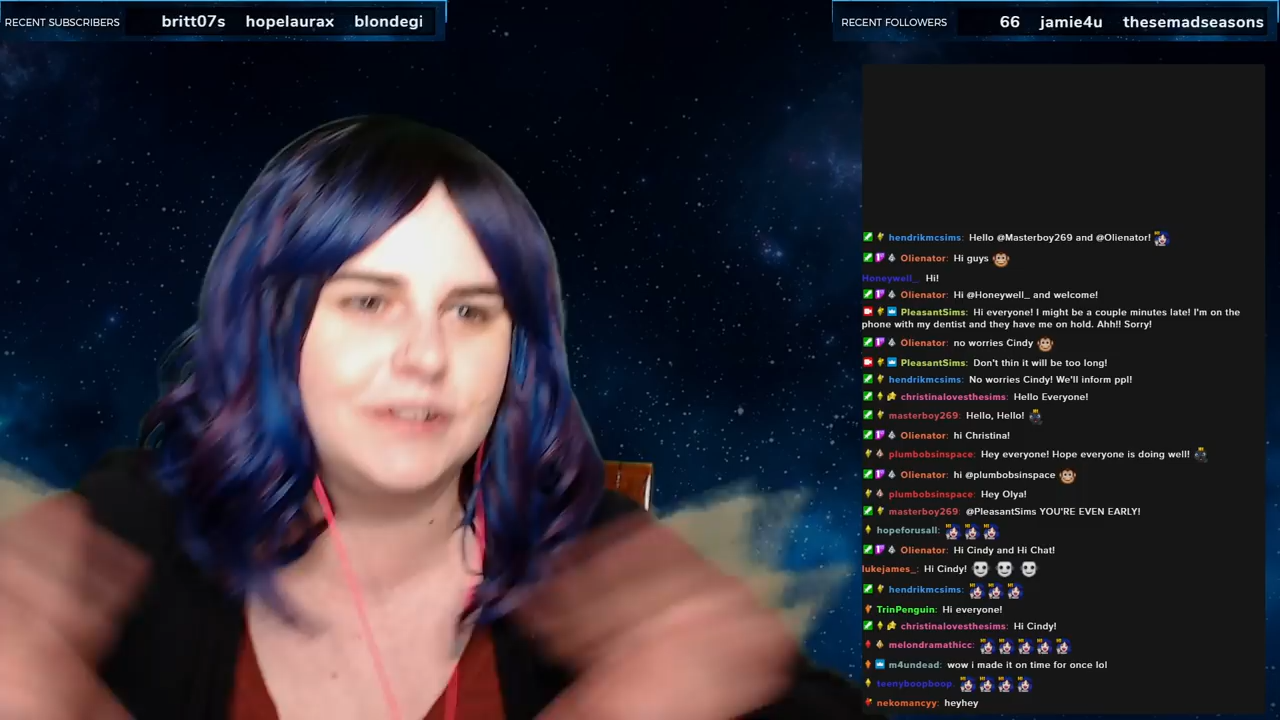 RECENT SUBSCRIBERS britt07s hopelaurax blondegi
RECENT FOLLOWERS 66 jamie4u thesemadseasons
hendrikmcsims: Hello @Masterboy269 and @Olienator!
Olienator: Hi guys
Honeywell_: Hi!
Olienator: Hi @Honeywell_ and welcome!
PleasantSims: Hi everyone! I might be a couple minutes late! I'm on the
phone with my dentist and they have me on hold. Ahh!! Sorry!
Olienator: no worries Cindy
PleasantSims: Don't thin it will be too long!
hendrikmcsims: No worries Cindy! We'll inform ppl!
christinalovesthesims: Hello Everyone!
masterboy269: Hello, Hello!
Olienator: hi Christina!
plumbobsinspace: Hey everyone! Hope everyone is doing well!
Olienator: hi @plumbobsinspace
plumbobsinspace: Hey Olya!
masterboy269: @PleasantSims YOU'RE EVEN EARLY!
hopeforusall:
Olienator: Hi Cindy and Hi Chat!
lukejames_: Hi Cindy!
hendrikmcsims:
TrinPenguin: Hi everyone!
christinalovesthesims: Hi Cindy!
melondramathicc:
m4undead: wow i made it on time for once lol
teenyboopboop:
nekomancyy: heyhey